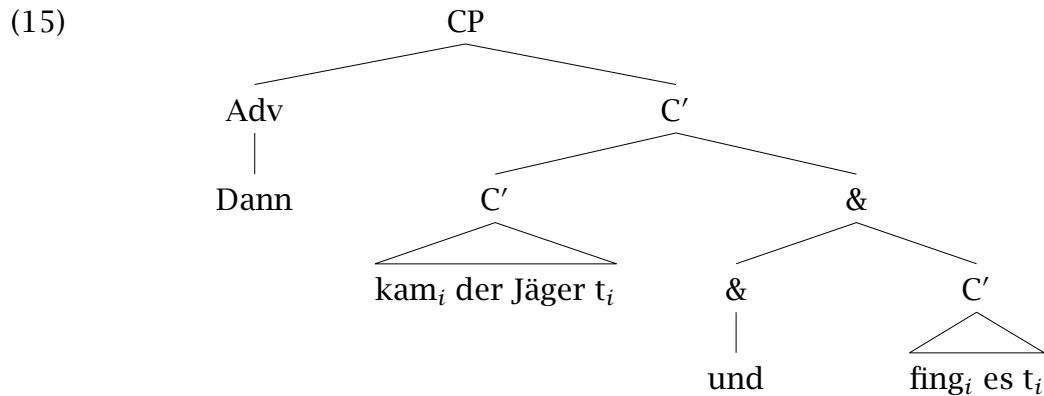 (15) CP
Adv C′
Dann C′ &
kamᵢ der Jäger tᵢ & C′
und fingᵢ es tᵢ